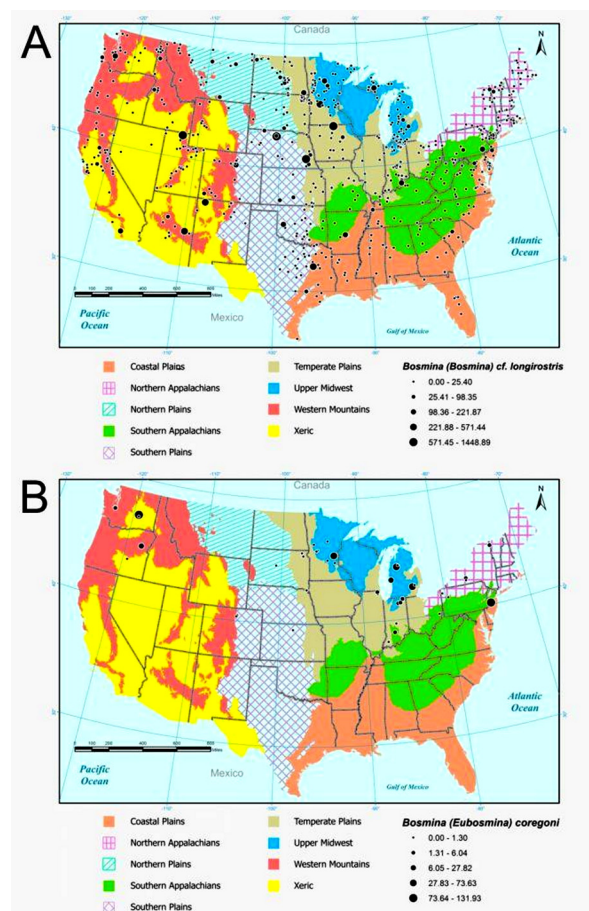 A
Canada
N
Pacific
Ocean
Mexico
Gulf of Mexico
Atlantic
Ocean
Coastal Plains
Northern Appalachians
Northern Plains
Southern Appalachians
Southern Plains
Temperate Plains
Upper Midwest
Western Mountains
Xeric
Bosmina (Bosmina) cf. longirostris
0.00 - 25.40
25.41 - 98.35
98.36 - 221.87
221.88 - 571.44
571.45 - 1448.89
B
Canada
N
Pacific
Ocean
Mexico
Gulf of Mexico
Atlantic
Ocean
Coastal Plains
Northern Appalachians
Northern Plains
Southern Appalachians
Southern Plains
Temperate Plains
Upper Midwest
Western Mountains
Xeric
Bosmina (Eubosmina) coregoni
0.00 - 1.30
1.31 - 6.04
6.05 - 27.82
27.83 - 73.63
73.64 - 131.93